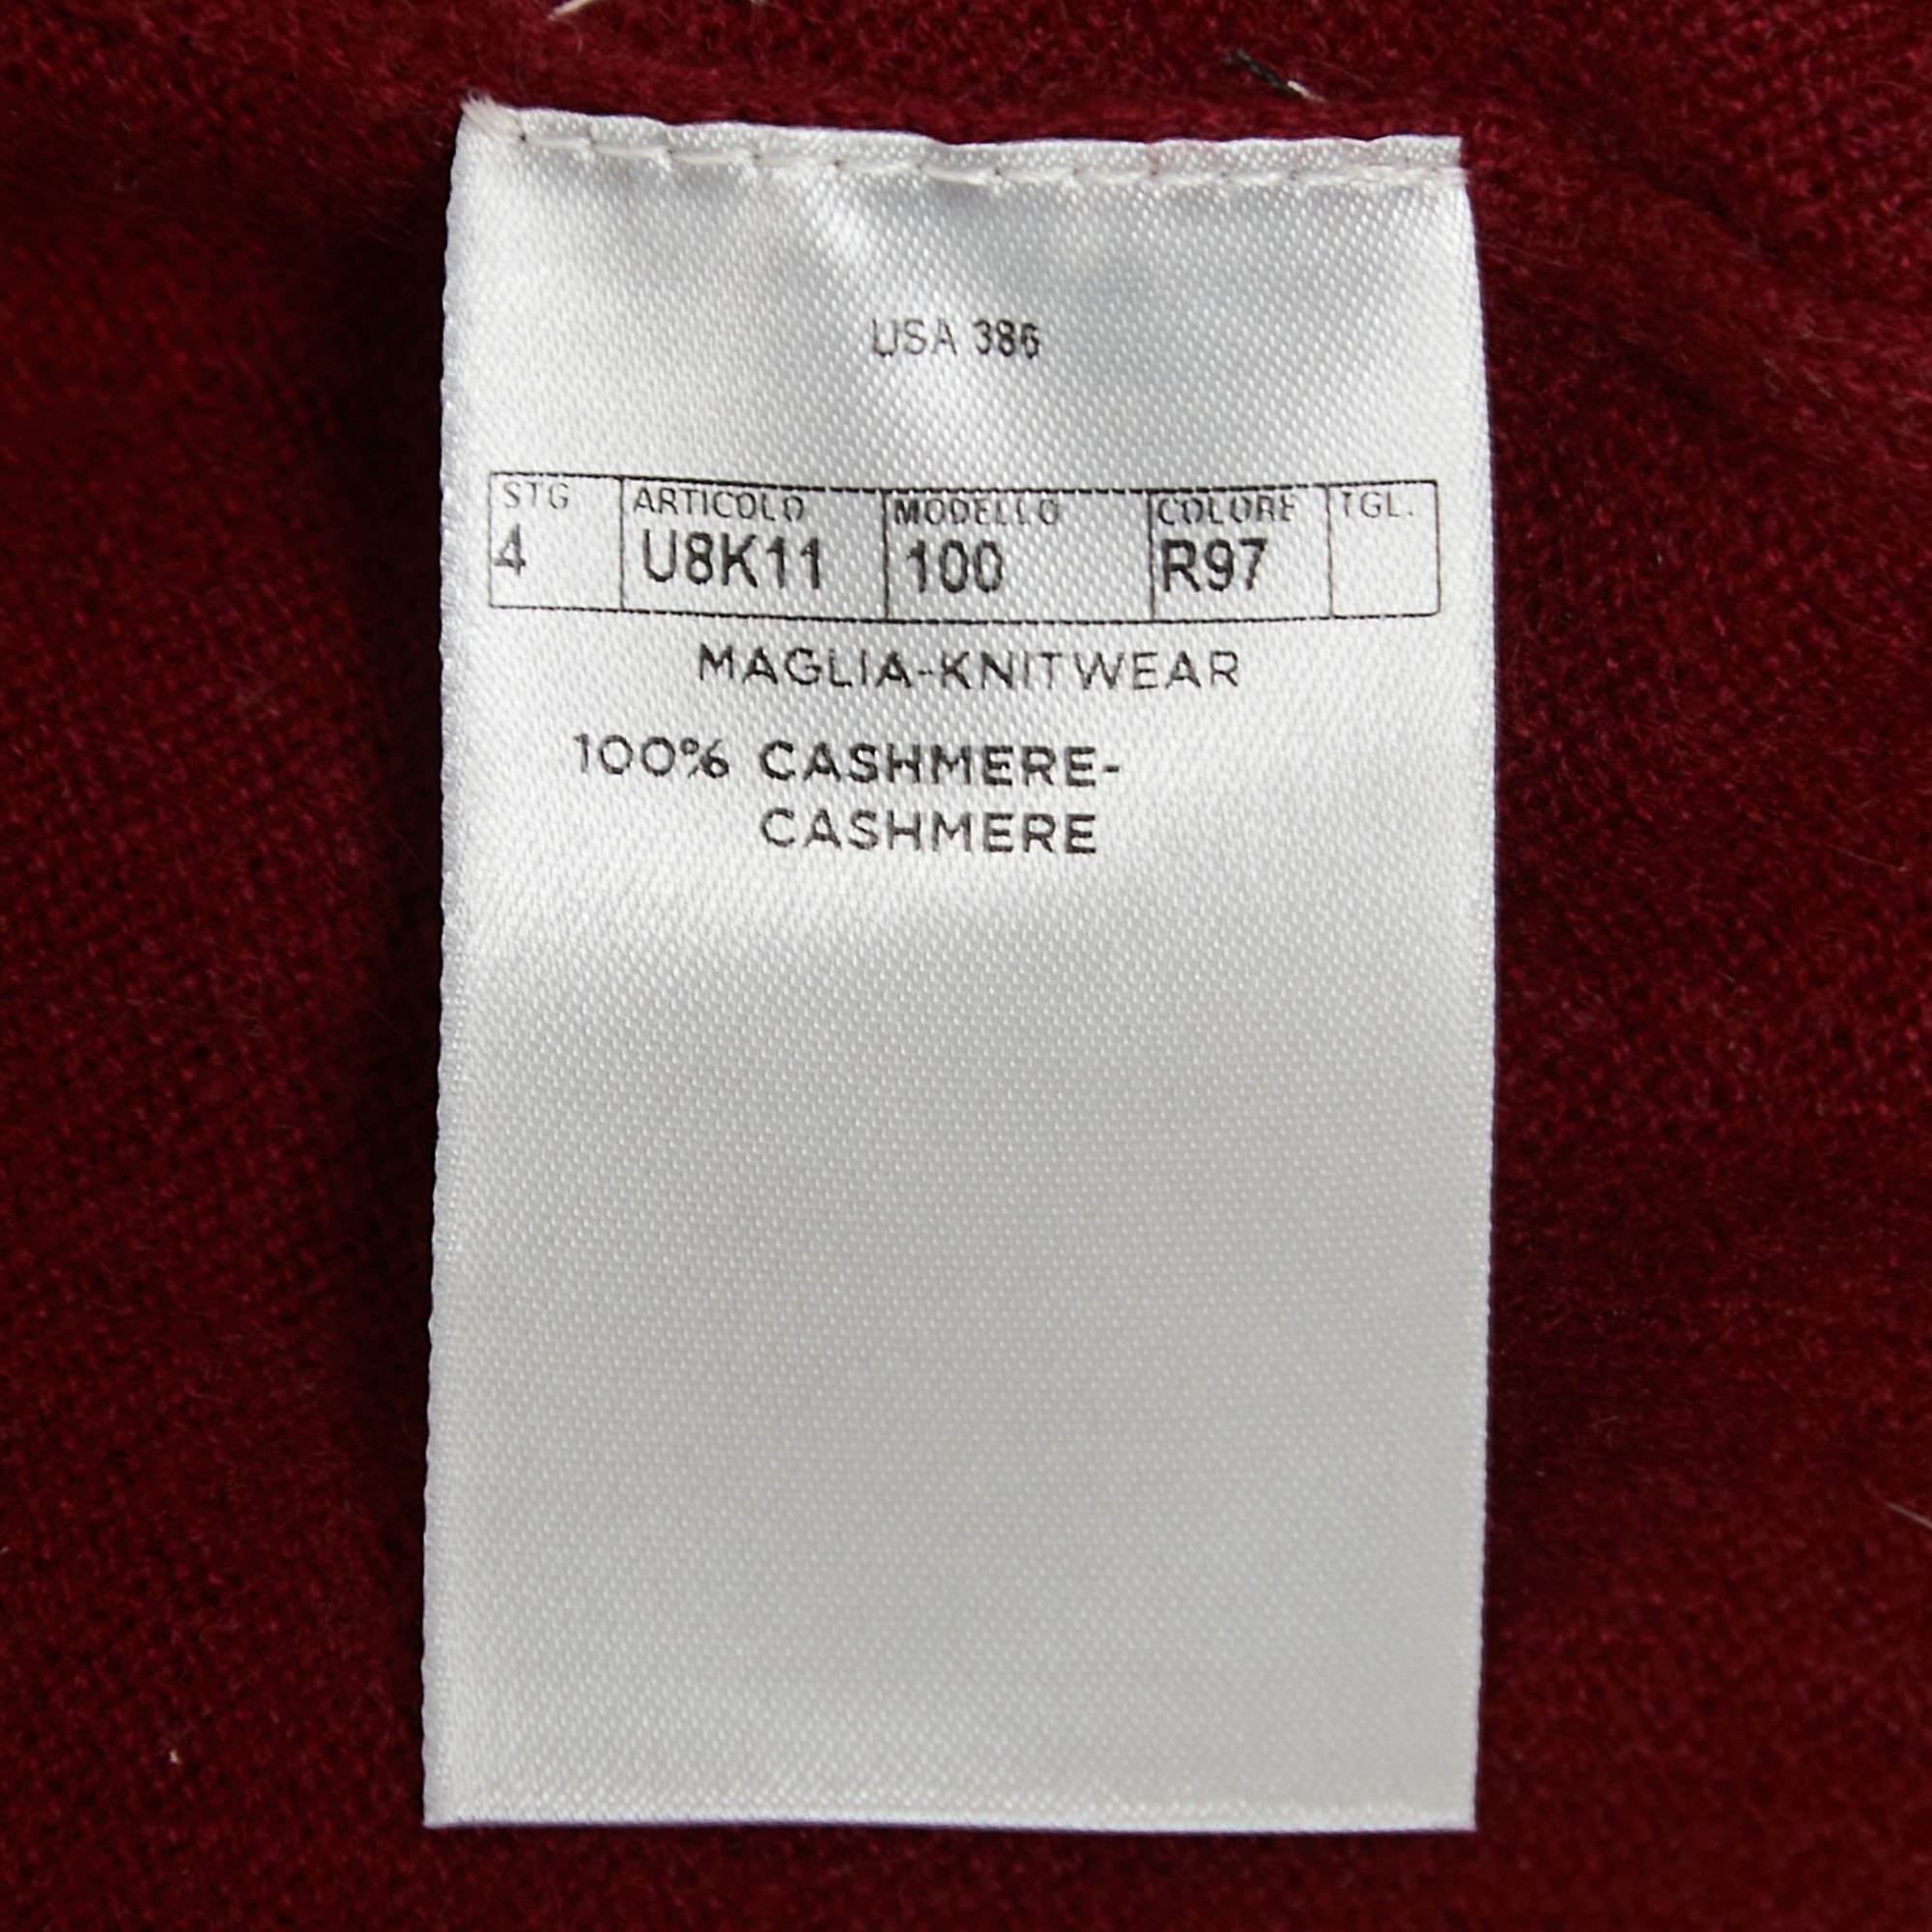 USA 386
STG ARTICOLO MODELLO COLORE TGL.
4 U8K11 100 R97
MAGLIA-KNITWEAR
100% CASHMERE-
CASHMERE